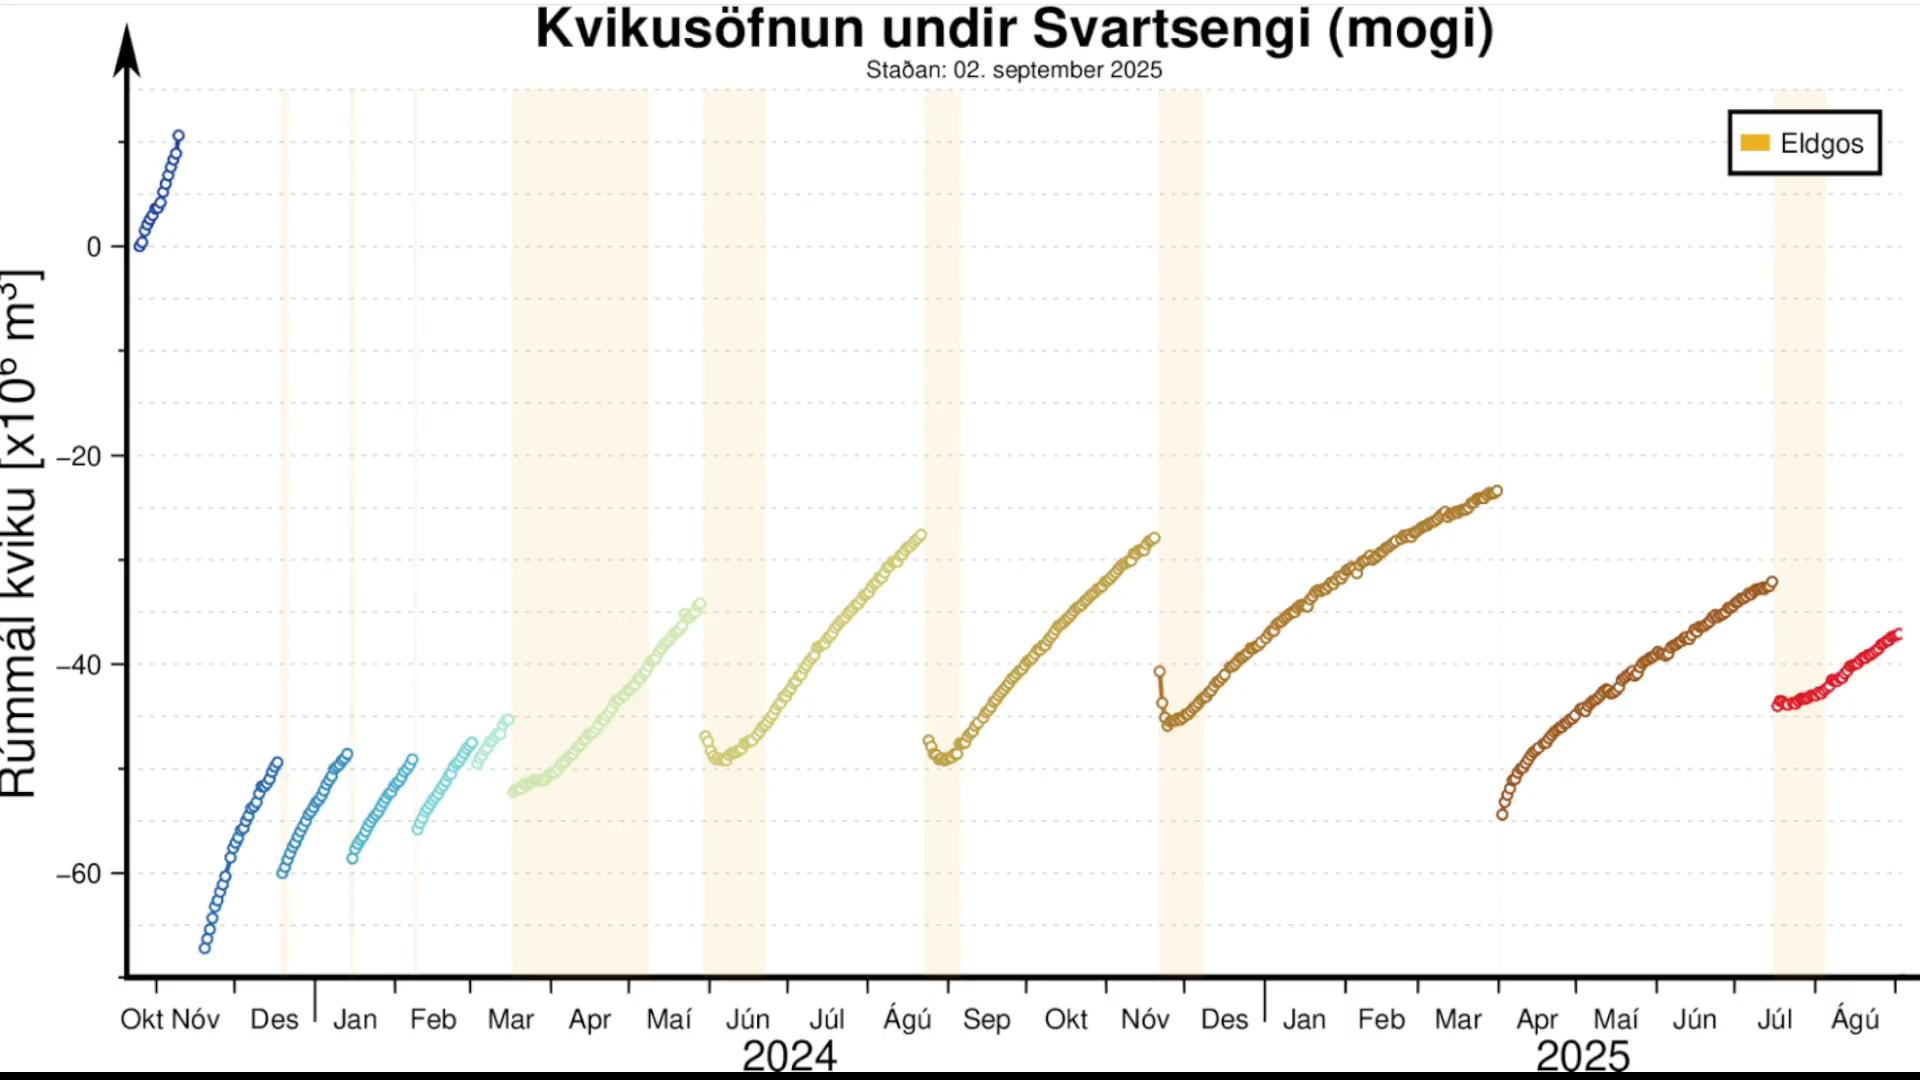 Kvikusöfnun undir Svartsengi (mogi)
Staðan: 02. september 2025
Eldgos
Rúmmál kviku [x10⁶ m³]
0
−20
−40
−60
Okt Nóv Des Jan Feb Mar Apr Maí Jún Júl Ágú Sep Okt Nóv Des Jan Feb Mar Apr Maí Jún Júl Ágú
2024 2025